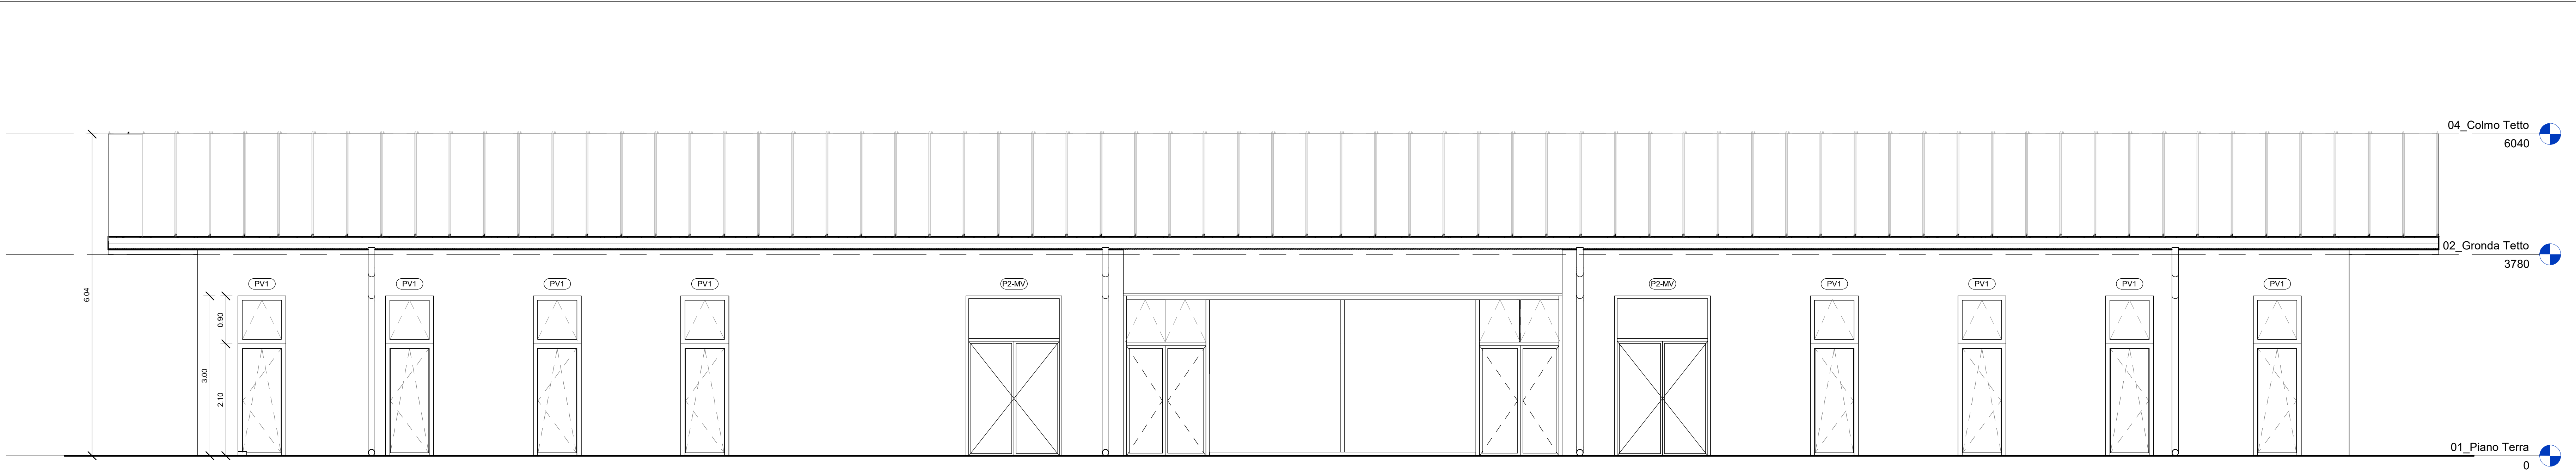 04_Colmo Tetto
6040
02_Gronda Tetto
3780
PV1
PV1
PV1
PV1
P2-MV
P2-MV
PV1
PV1
PV1
PV1
6.04
3.00
0.90
2.10
01_Piano Terra
0